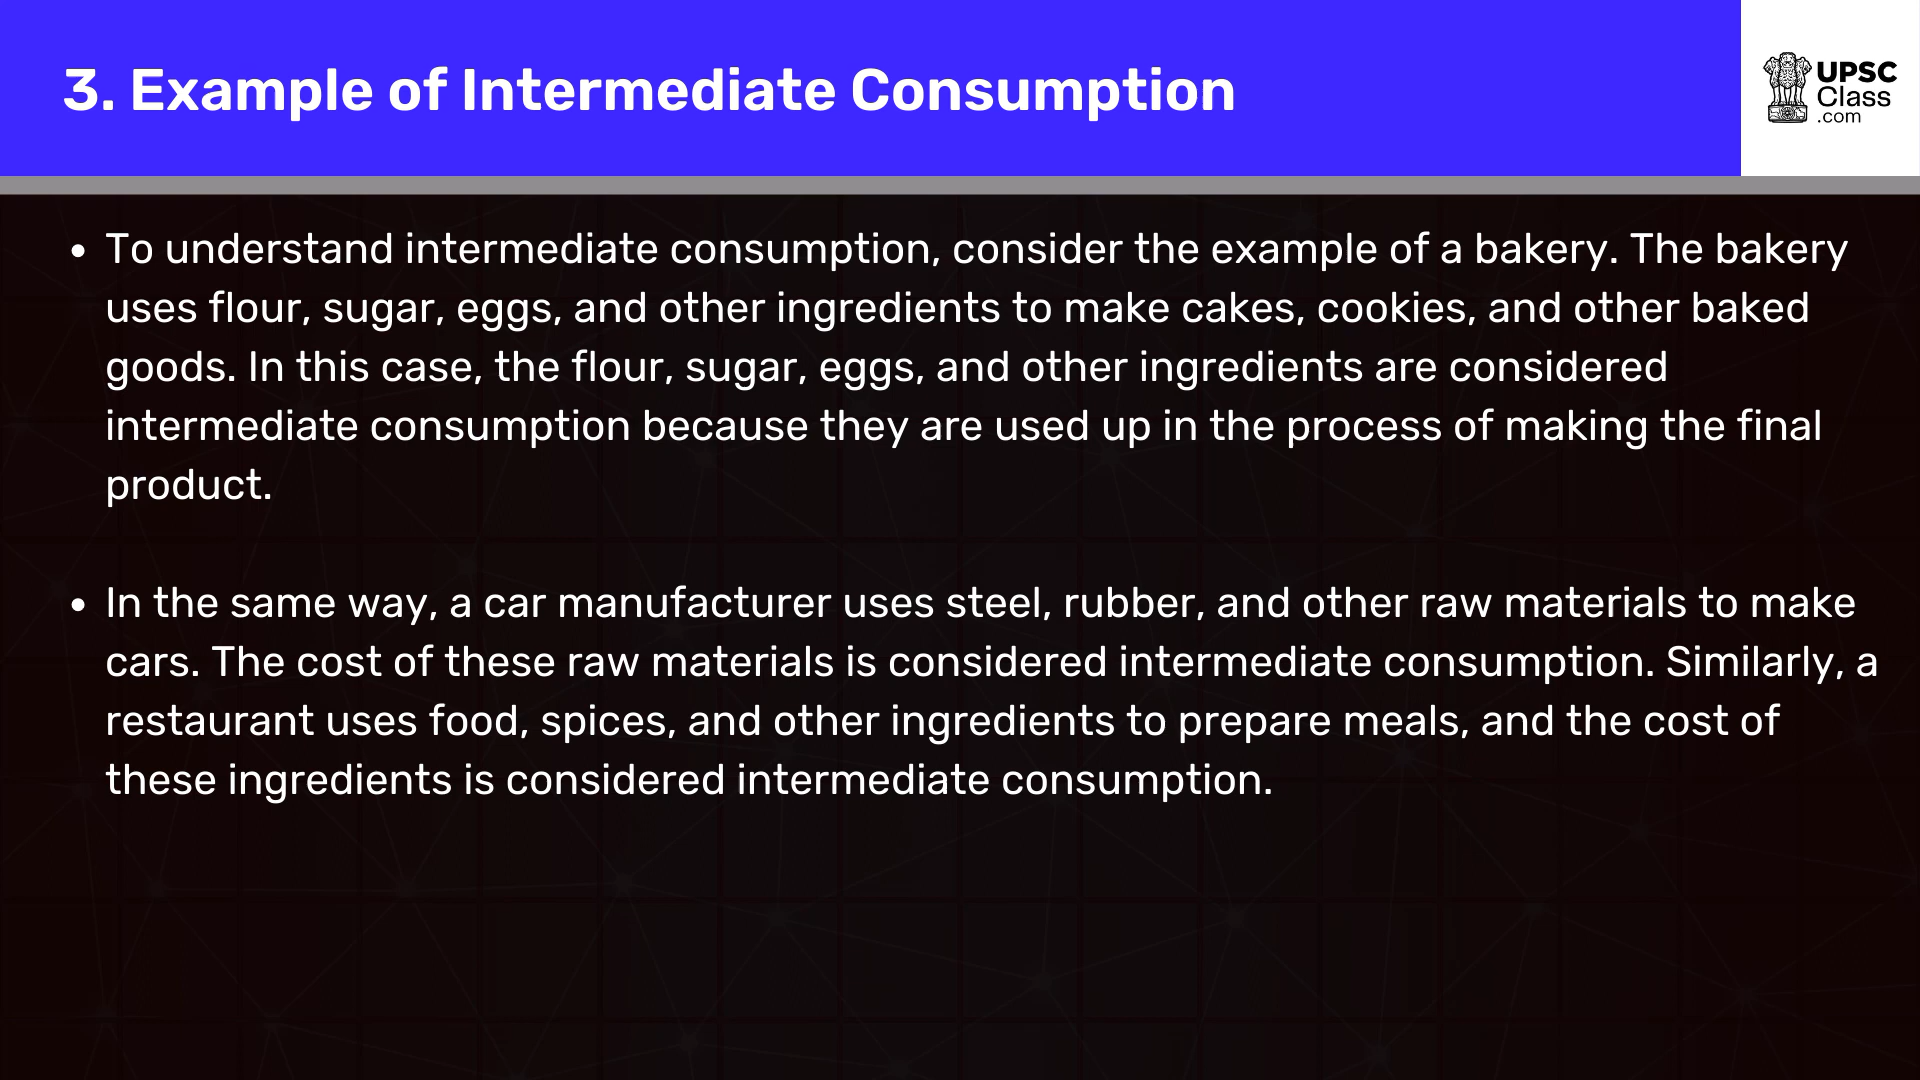 3. Example of Intermediate Consumption
UPSC
Class
.com
• To understand intermediate consumption, consider the example of a bakery. The bakery
uses flour, sugar, eggs, and other ingredients to make cakes, cookies, and other baked
goods. In this case, the flour, sugar, eggs, and other ingredients are considered
intermediate consumption because they are used up in the process of making the final
product.
• In the same way, a car manufacturer uses steel, rubber, and other raw materials to make
cars. The cost of these raw materials is considered intermediate consumption. Similarly, a
restaurant uses food, spices, and other ingredients to prepare meals, and the cost of
these ingredients is considered intermediate consumption.